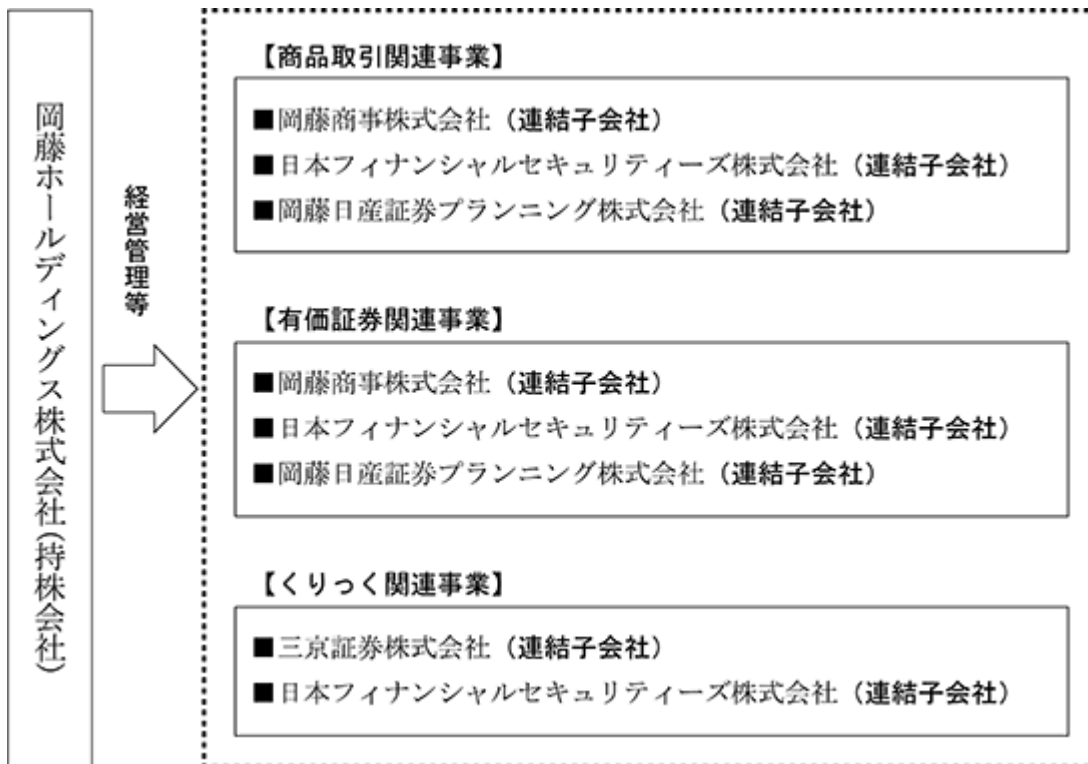 岡藤ホールディングス株式会社(持株会社)
経営管理等
【商品取引関連事業】
■岡藤商事株式会社（連結子会社）
■日本フィナンシャルセキュリティーズ株式会社（連結子会社）
■岡藤日産証券プランニング株式会社（連結子会社）
【有価証券関連事業】
■岡藤商事株式会社（連結子会社）
■日本フィナンシャルセキュリティーズ株式会社（連結子会社）
■岡藤日産証券プランニング株式会社（連結子会社）
【くりっく関連事業】
■三京証券株式会社（連結子会社）
■日本フィナンシャルセキュリティーズ株式会社（連結子会社）